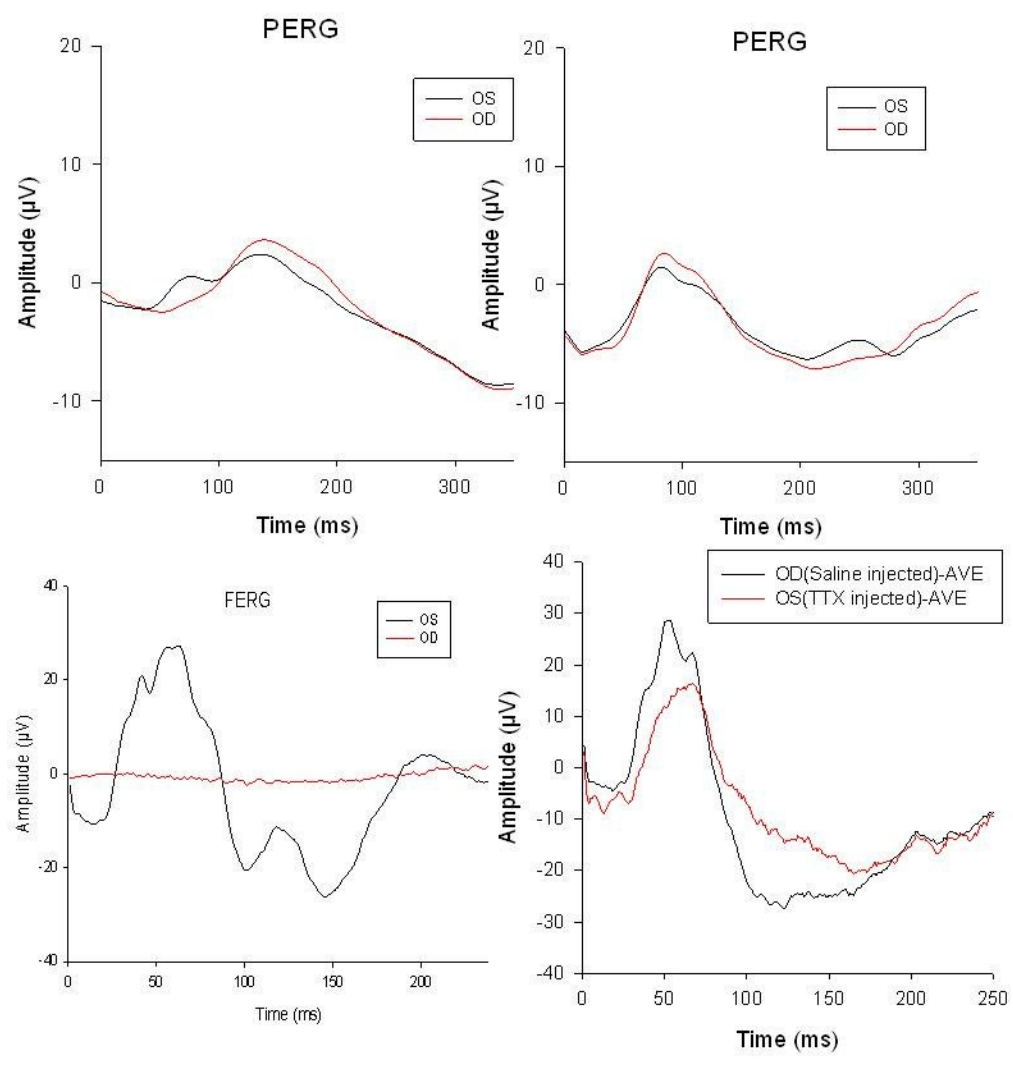 PERG
20
10
0
-10
Amplitude (µV)
OS
OD
0
100
200
300
Time (ms)
PERG
20
10
0
-10
Amplitude (µV)
OS
OD
0
100
200
300
Time (ms)
FERG
40
20
0
-20
-40
Amplitude (µV)
OS
OD
0
50
100
150
200
Time (ms)
OD(Saline injected)-AVE
OS(TTX injected)-AVE
40
30
20
10
0
-10
-20
-30
-40
Amplitude (µV)
0
50
100
150
200
250
Time (ms)